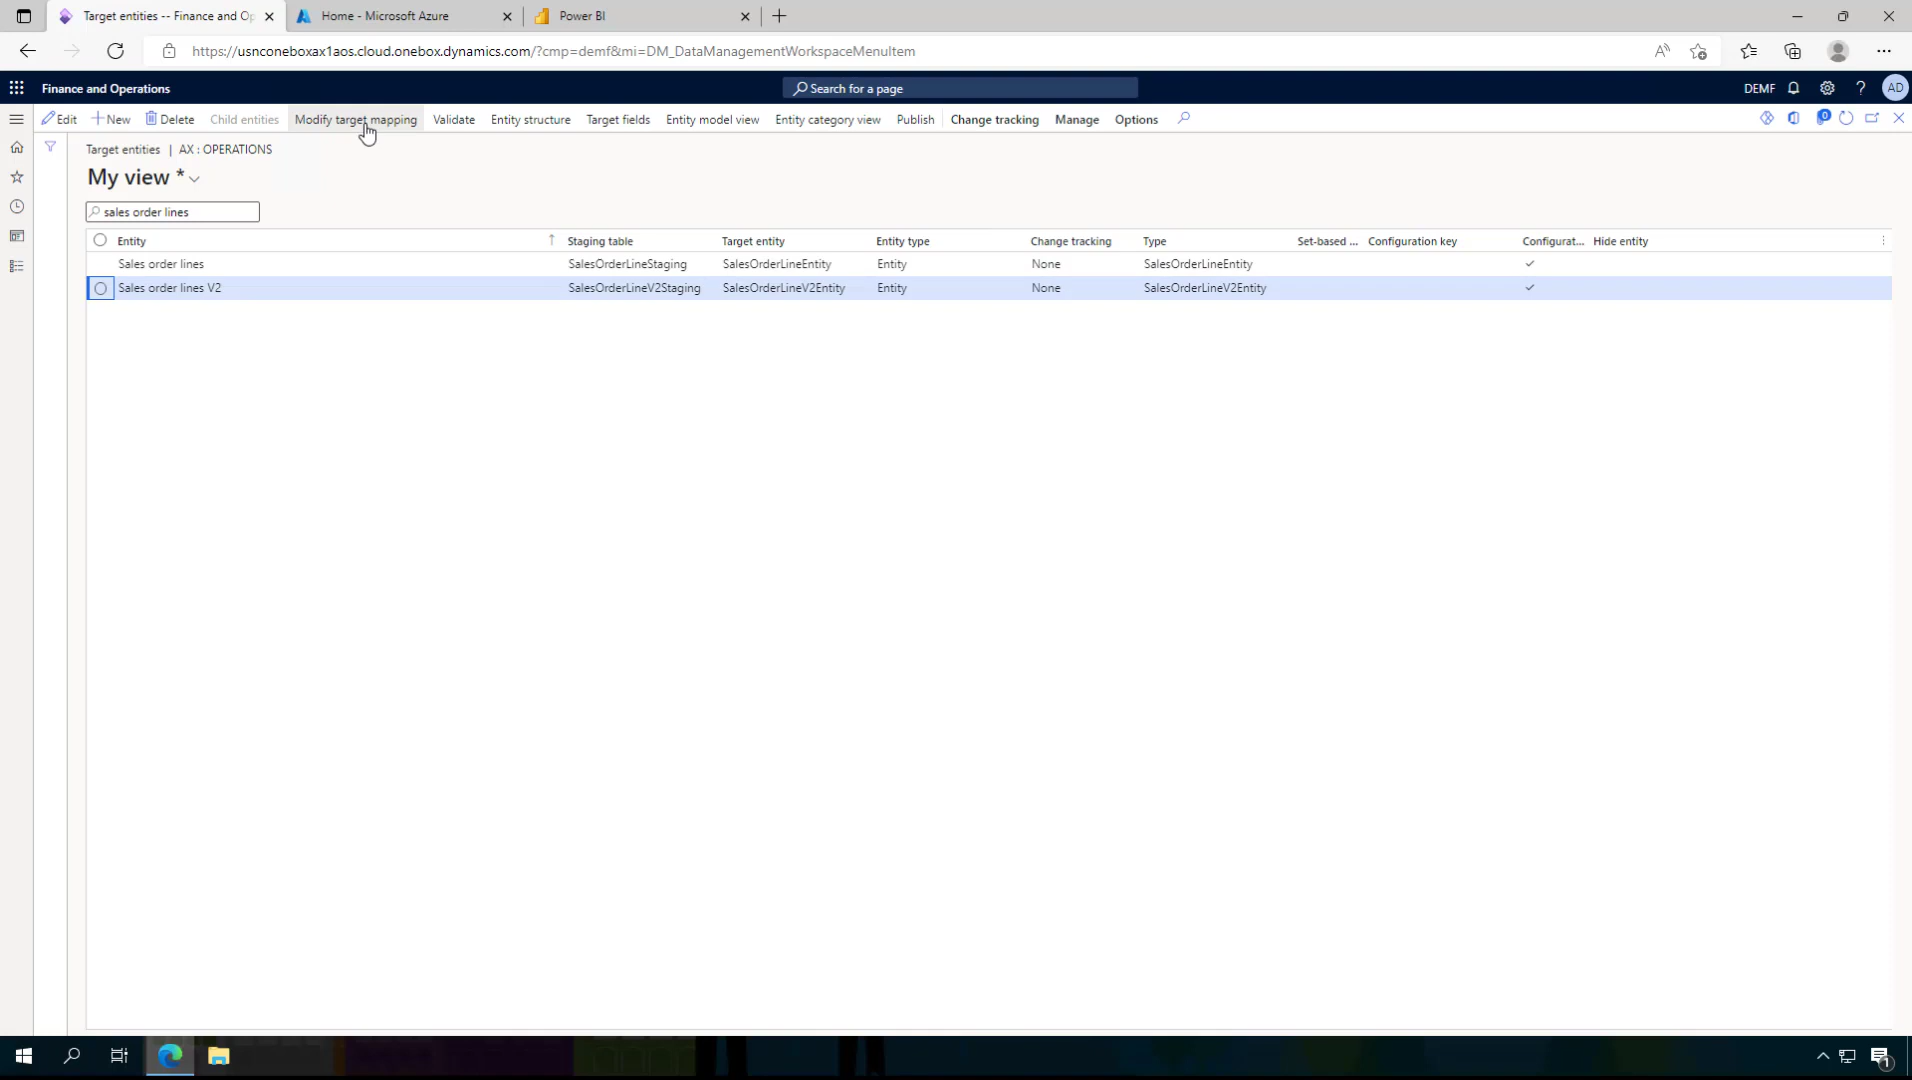 Target entities -- Finance and Op
Home - Microsoft Azure
Power BI
https://usnconeboxax1aos.cloud.onebox.dynamics.com/?cmp=demf&mi=DM_DataManagementWorkspaceMenuItem
Finance and Operations
Search for a page
DEMF
AD
Edit
New
Delete
Child entities
Modify target mapping
Validate
Entity structure
Target fields
Entity model view
Entity category view
Publish
Change tracking
Manage
Options
0
Target entities | AX : OPERATIONS
My view *
sales order lines
Entity Staging table Target entity Entity type Change tracking Type Set-based ... Configuration key Configurat... Hide entity
Sales order lines SalesOrderLineStaging SalesOrderLineEntity Entity None SalesOrderLineEntity
Sales order lines V2 SalesOrderLineV2Staging SalesOrderLineV2Entity Entity None SalesOrderLineV2Entity
1